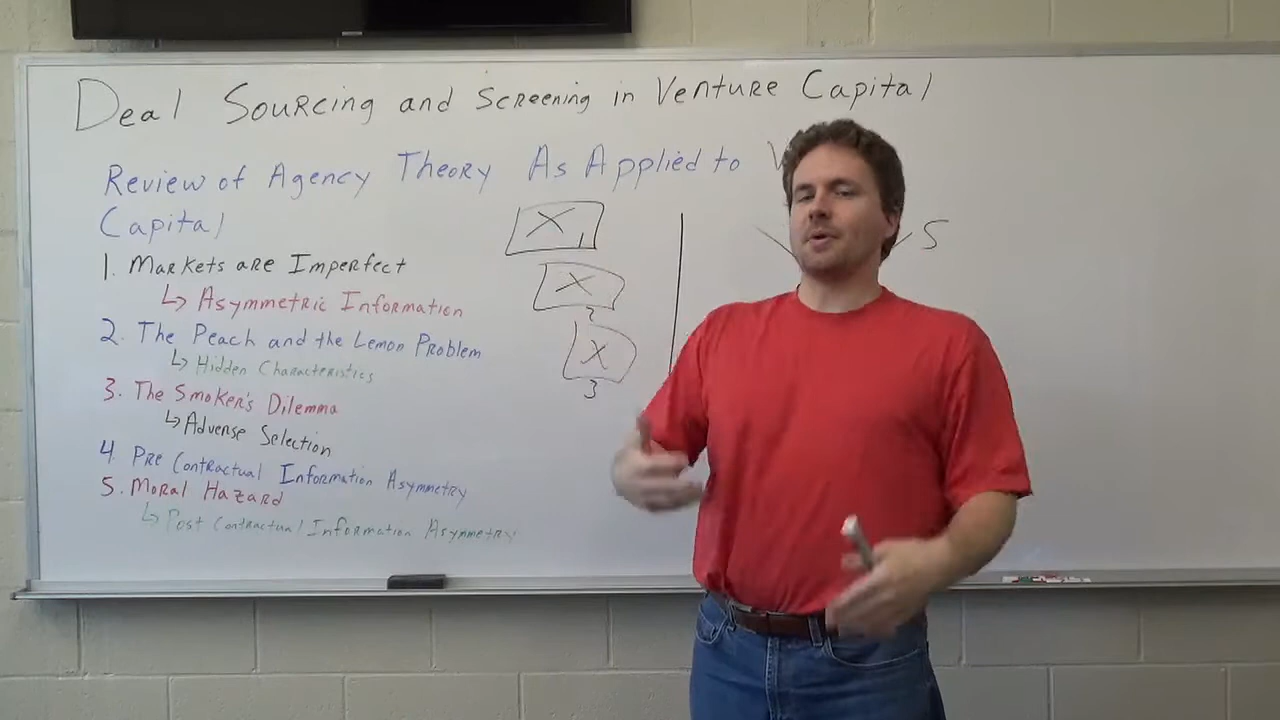 Deal Sourcing and Screening in Venture Capital
Review of Agency Theory As Applied to V
Capital
1. Markets are Imperfect
↳ Asymmetric Information
2. The Peach and the Lemon Problem
↳ Hidden Characteristics
3. The Smoker's Dilemma
↳ Adverse Selection
4 Pre Contractual Information Asymmetry
5. Moral Hazard
↳ Post Contractual Information Asymmetry
X1
X
2
X
3
S